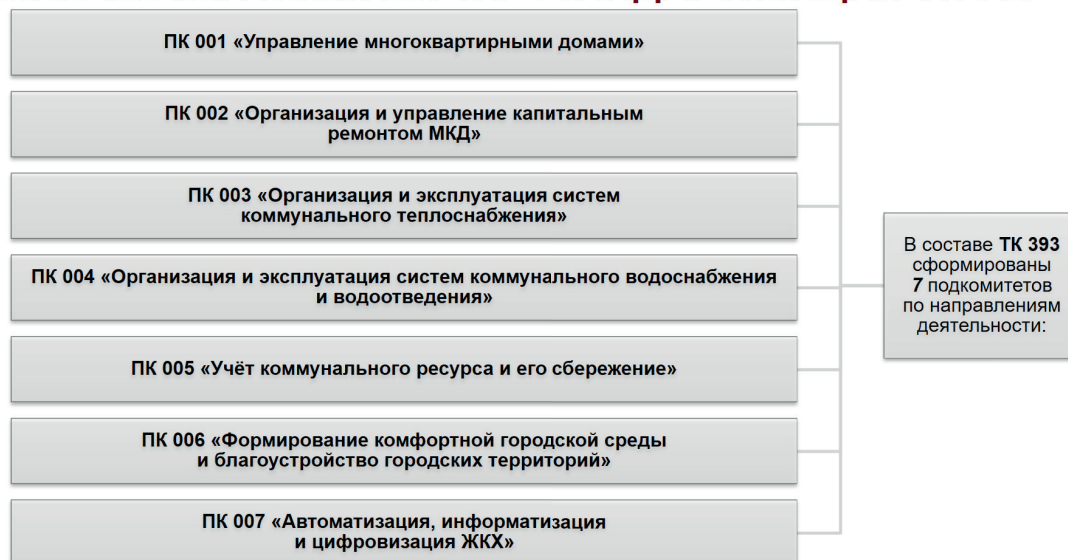 ПК 001 «Управление многоквартирными домами»
ПК 002 «Организация и управление капитальным
ремонтом МКД»
ПК 003 «Организация и эксплуатация систем
коммунального теплоснабжения»
ПК 004 «Организация и эксплуатация систем коммунального водоснабжения
и водоотведения»
ПК 005 «Учёт коммунального ресурса и его сбережение»
ПК 006 «Формирование комфортной городской среды
и благоустройство городских территорий»
ПК 007 «Автоматизация, информатизация
и цифровизация ЖКХ»
В составе ТК 393
сформированы
7 подкомитетов
по направлениям
деятельности: